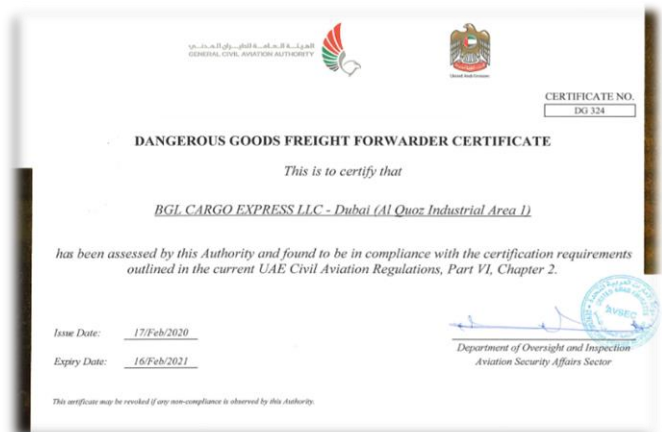 GENERAL CIVIL AVIATION AUTHORITY
United Arab Emirates
CERTIFICATE NO.
DG 324
DANGEROUS GOODS FREIGHT FORWARDER CERTIFICATE
This is to certify that
BGL CARGO EXPRESS LLC - Dubai (Al Quoz Industrial Area 1)
has been assessed by this Authority and found to be in compliance with the certification requirements
outlined in the current UAE Civil Aviation Regulations, Part VI, Chapter 2.
AVSEC
Issue Date: 17/Feb/2020
Department of Oversight and Inspection
Expiry Date: 16/Feb/2021
Aviation Security Affairs Sector
This certificate may be revoked if any non-compliance is observed by this Authority.